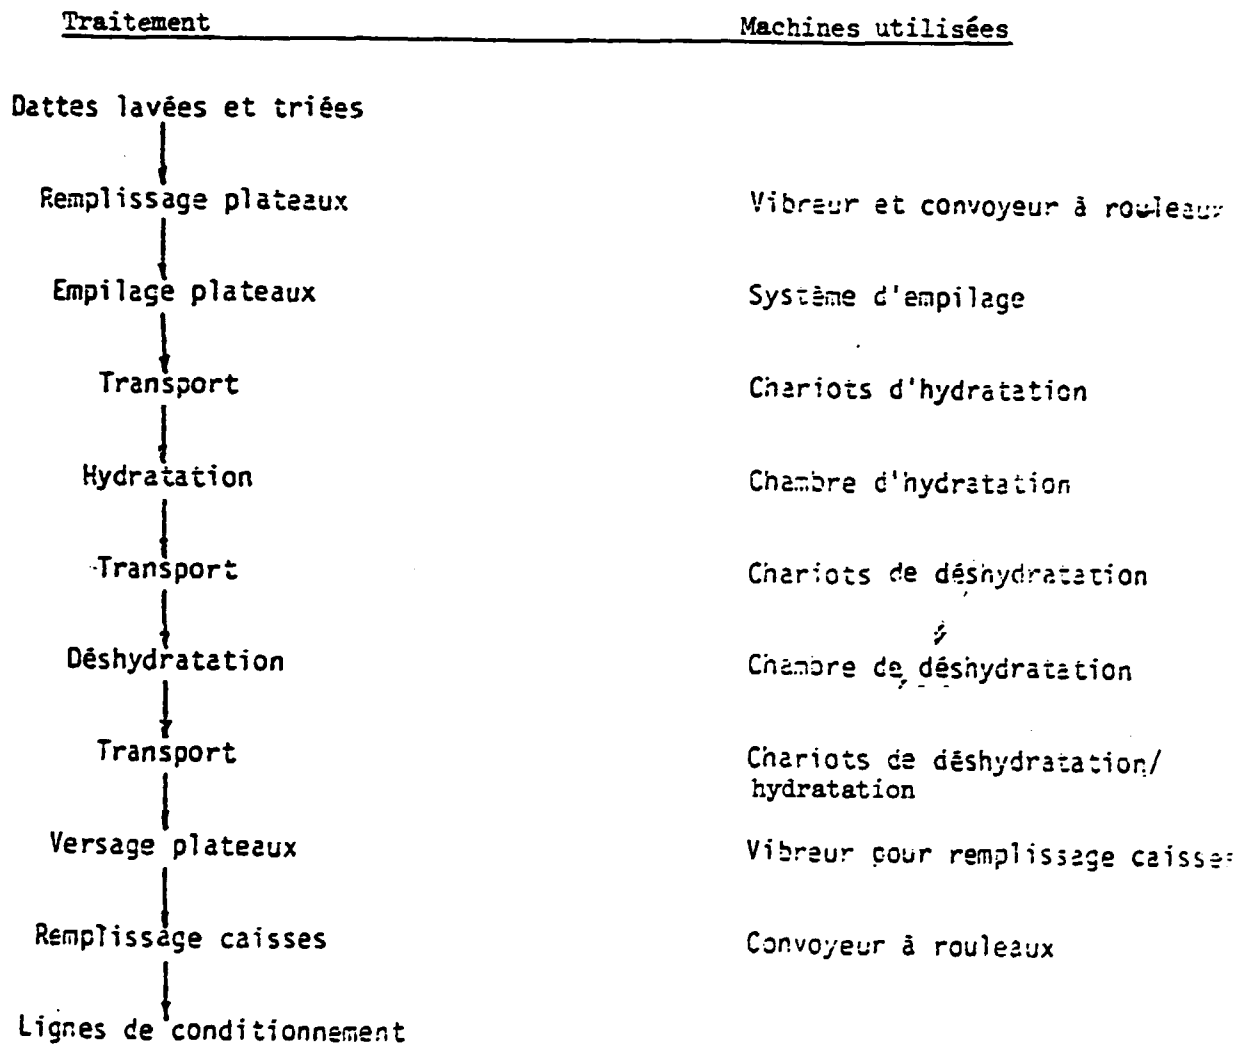 Traitement Machines utilisées
Dattes lavées et triées
Remplissage plateaux Vibreur et convoyeur à rouleaux
Empilage plateaux Système d'empilage
Transport Chariots d'hydratation
Hydratation Chambre d'hydratation
Transport Chariots de déshydratation
Déshydratation Chambre de déshydratation
Transport Chariots de déshydratation/
hydratation
Versage plateaux Vibreur pour remplissage caisses
Remplissage caisses Convoyeur à rouleaux
Lignes de conditionnement